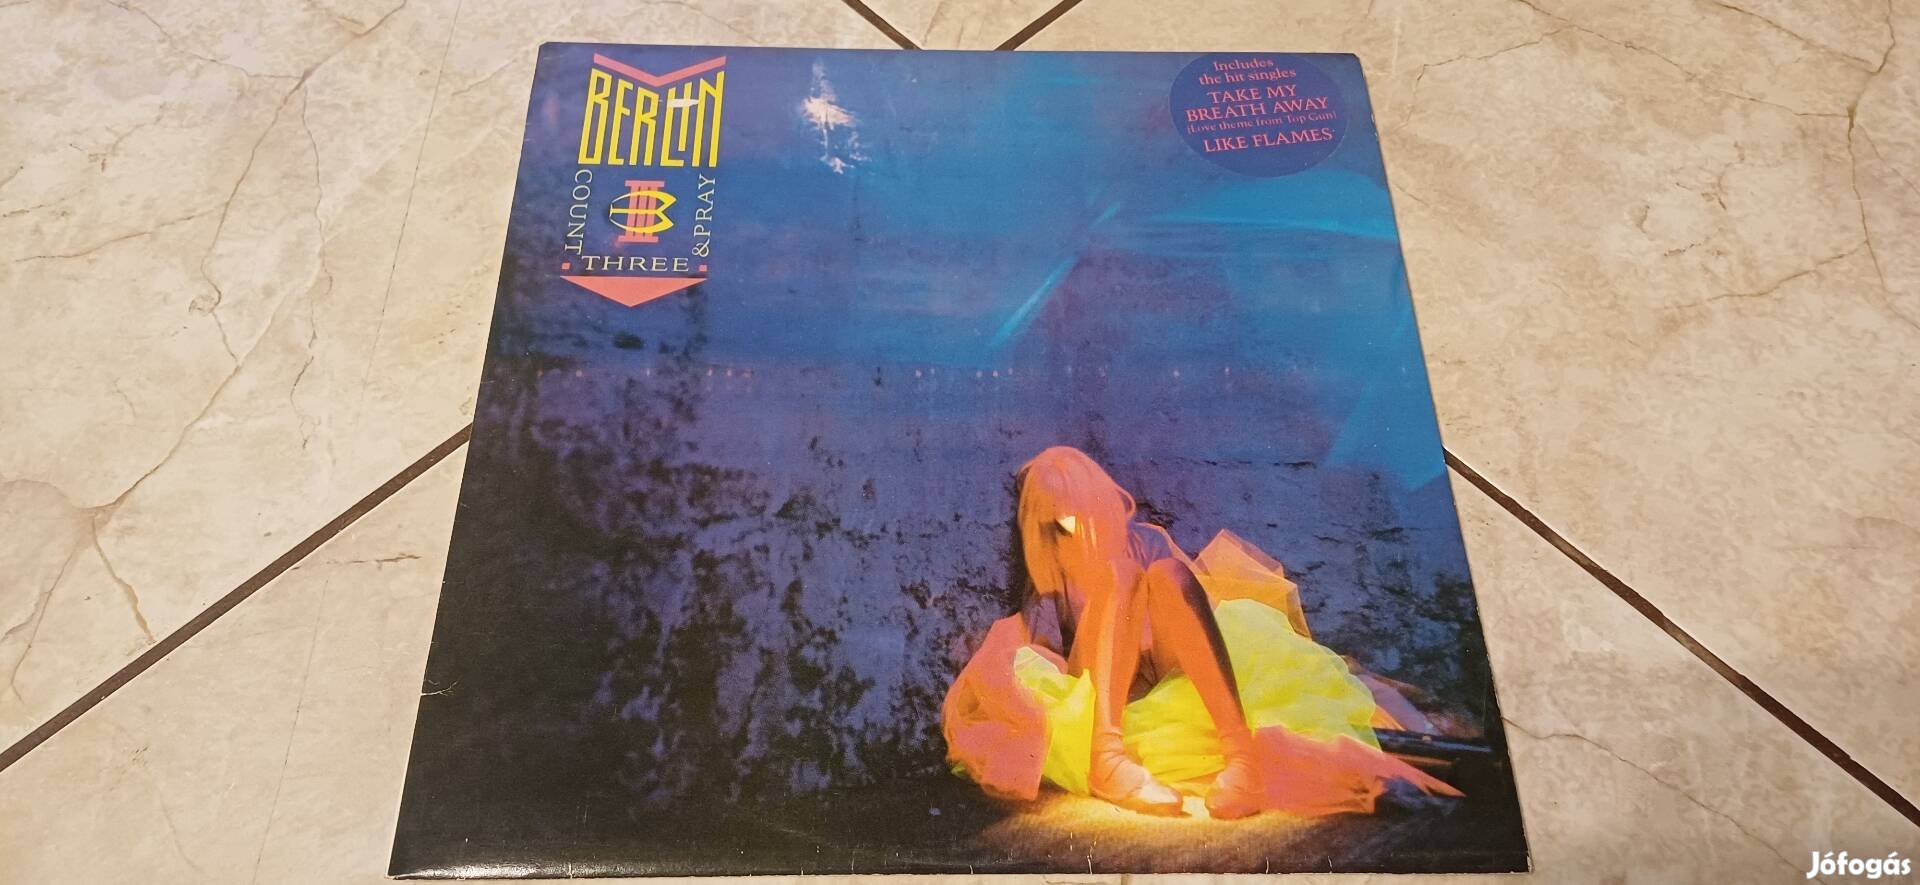 BERLIN
COUNT
THREE
&PRAY
Includes
the hit singles
TAKE MY
BREATH AWAY
(Love theme from Top Gun)
LIKE FLAMES
Jófogás